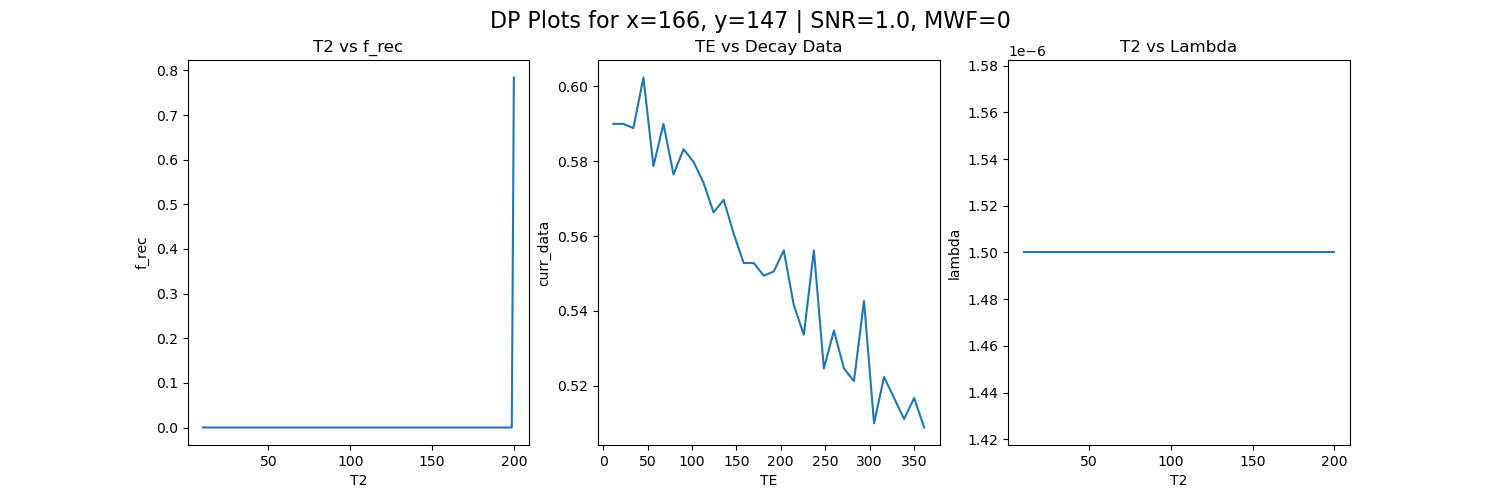 DP Plots for x=166, y=147 | SNR=1.0, MWF=0
T2 vs f_rec
f_rec
0.8
0.7
0.6
0.5
0.4
0.3
0.2
0.1
0.0
50 100 150 200
T2
TE vs Decay Data
curr_data
0.60
0.58
0.56
0.54
0.52
0 50 100 150 200 250 300 350
TE
T2 vs Lambda
1e−6
lambda
1.58
1.56
1.54
1.52
1.50
1.48
1.46
1.44
1.42
50 100 150 200
T2